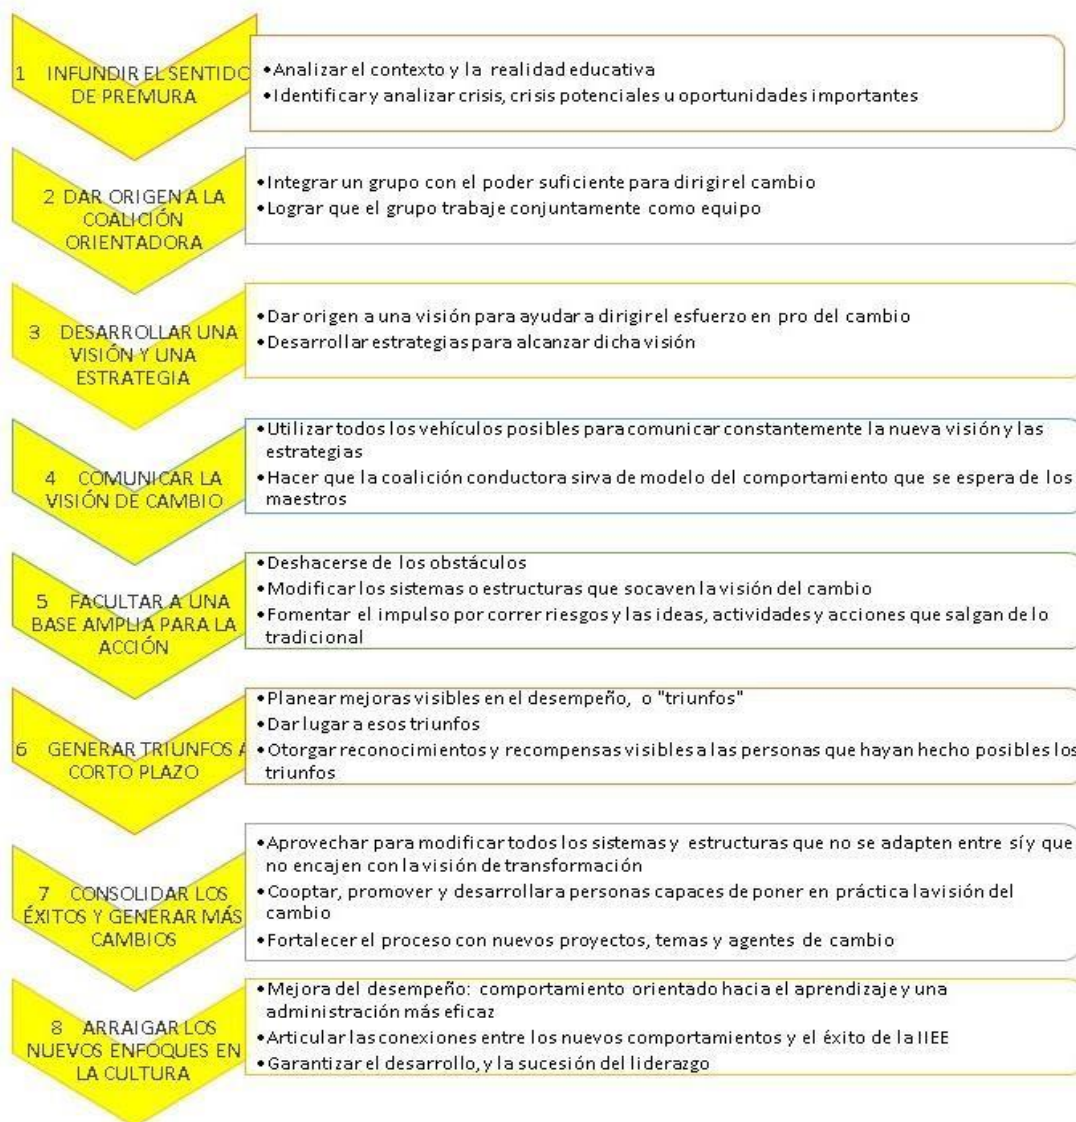 1 INFUNDIR EL SENTIDO
DE PREMURA
•Analizar el contexto y la realidad educativa
•Identificar y analizar crisis, crisis potenciales u oportunidades importantes
2 DAR ORIGEN A LA
COALICIÓN
ORIENTADORA
•Integrar un grupo con el poder suficiente para dirigir el cambio
•Lograr que el grupo trabaje conjuntamente como equipo
3 DESARROLLAR UNA
VISIÓN Y UNA
ESTRATEGIA
•Dar origen a una visión para ayudar a dirigir el esfuerzo en pro del cambio
•Desarrollar estrategias para alcanzar dicha visión
4 COMUNICAR LA
VISIÓN DE CAMBIO
•Utilizar todos los vehículos posibles para comunicar constantemente la nueva visión y las
estrategias
•Hacer que la coalición conductora sirva de modelo del comportamiento que se espera de los
maestros
5 FACULTAR A UNA
BASE AMPLIA PARA LA
ACCIÓN
•Deshacerse de los obstáculos
•Modificar los sistemas o estructuras que socaven la visión del cambio
•Fomentar el impulso por correr riesgos y las ideas, actividades y acciones que salgan de lo
tradicional
6 GENERAR TRIUNFOS A
CORTO PLAZO
•Planear mejoras visibles en el desempeño, o "triunfos"
•Dar lugar a esos triunfos
•Otorgar reconocimientos y recompensas visibles a las personas que hayan hecho posibles los
triunfos
7 CONSOLIDAR LOS
ÉXITOS Y GENERAR MÁS
CAMBIOS
•Aprovechar para modificar todos los sistemas y estructuras que no se adapten entre sí y que
no encajen con la visión de transformación
•Cooptar, promover y desarrollar a personas capaces de poner en práctica la visión del
cambio
•Fortalecer el proceso con nuevos proyectos, temas y agentes de cambio
8 ARRAIGAR LOS
NUEVOS ENFOQUES EN
LA CULTURA
•Mejora del desempeño: comportamiento orientado hacia el aprendizaje y una
administración más eficaz
•Articular las conexiones entre los nuevos comportamientos y el éxito de la IIEE
•Garantizar el desarrollo, y la sucesión del liderazgo